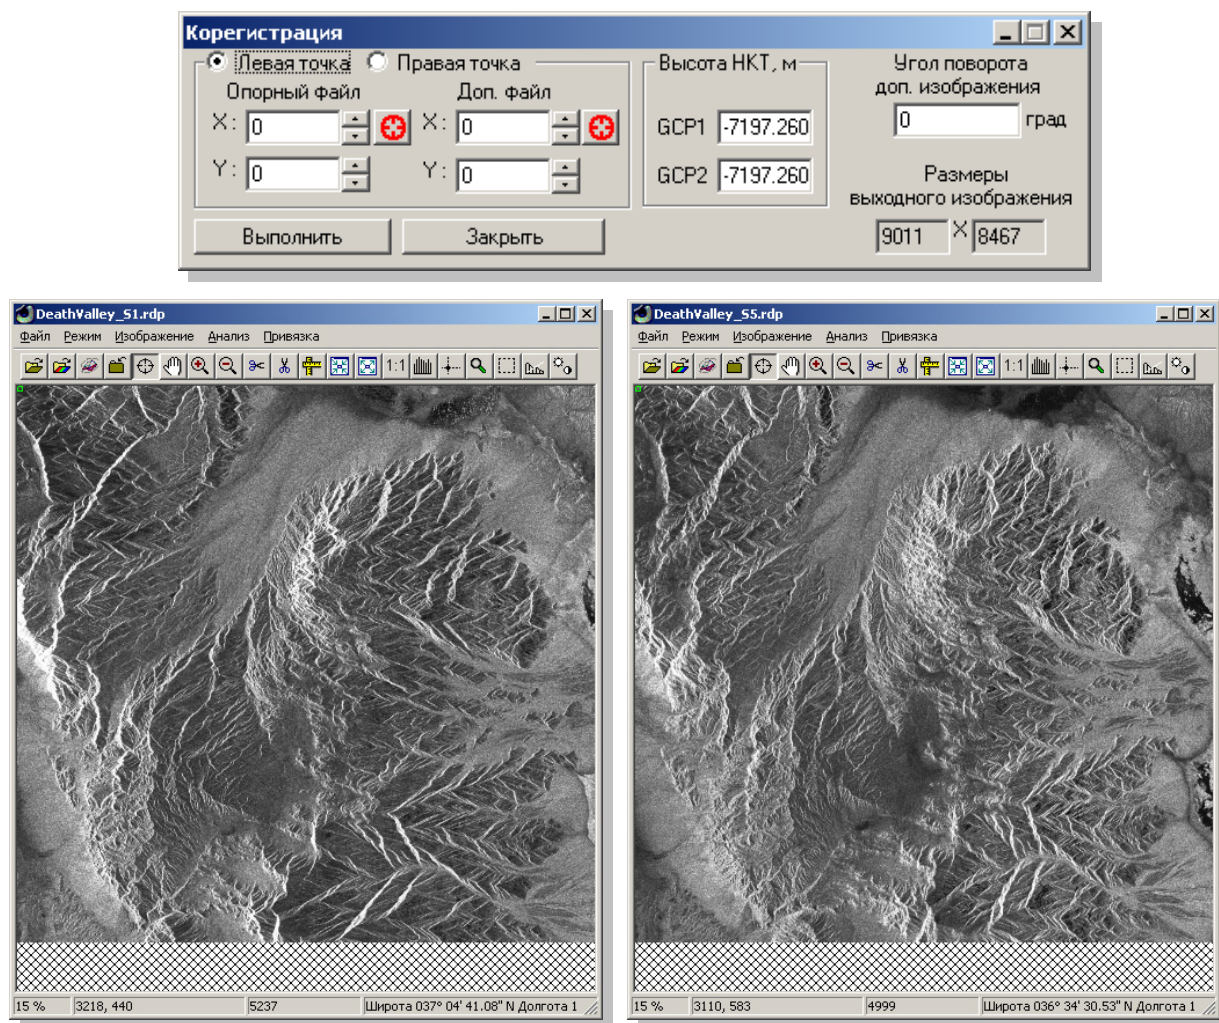 Корегистрация
Левая точка Правая точка
Опорный файл Доп. файл
X: 0 X: 0
Y: 0 Y: 0
Высота НКТ, м
GCP1 -7197.260
GCP2 -7197.260
Угол поворота
доп. изображения
0 град
Размеры
выходного изображения
9011 X 8467
Выполнить Закрыть
DeathValley_S1.rdp
Файл Режим Изображение Анализ Привязка
1:1
15 % 3218, 440 5237 Широта 037° 04' 41.08" N Долгота 1
DeathValley_S5.rdp
Файл Режим Изображение Анализ Привязка
1:1
15 % 3110, 583 4999 Широта 036° 34' 30.53" N Долгота 1